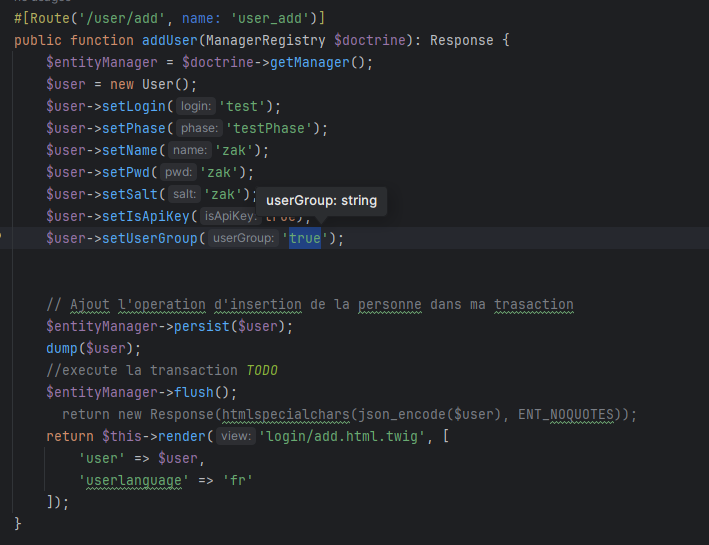 #[Route('/user/add', name: 'user_add')]
public function addUser(ManagerRegistry $doctrine): Response {
$entityManager = $doctrine->getManager();
$user = new User();
$user->setLogin( login: 'test');
$user->setPhase( phase: 'testPhase');
$user->setName( name: 'zak');
$user->setPwd( pwd: 'zak');
$user->setSalt( salt: 'zak');
userGroup: string
$user->setIsApiKey( isApiKey: true);
$user->setUserGroup( userGroup: 'true');
// Ajout l'operation d'insertion de la personne dans ma trasaction
$entityManager->persist($user);
dump($user);
//execute la transaction TODO
$entityManager->flush();
return new Response(htmlspecialchars(json_encode($user), ENT_NOQUOTES));
return $this->render( view: 'login/add.html.twig', [
'user' => $user,
'userlanguage' => 'fr'
]);
}